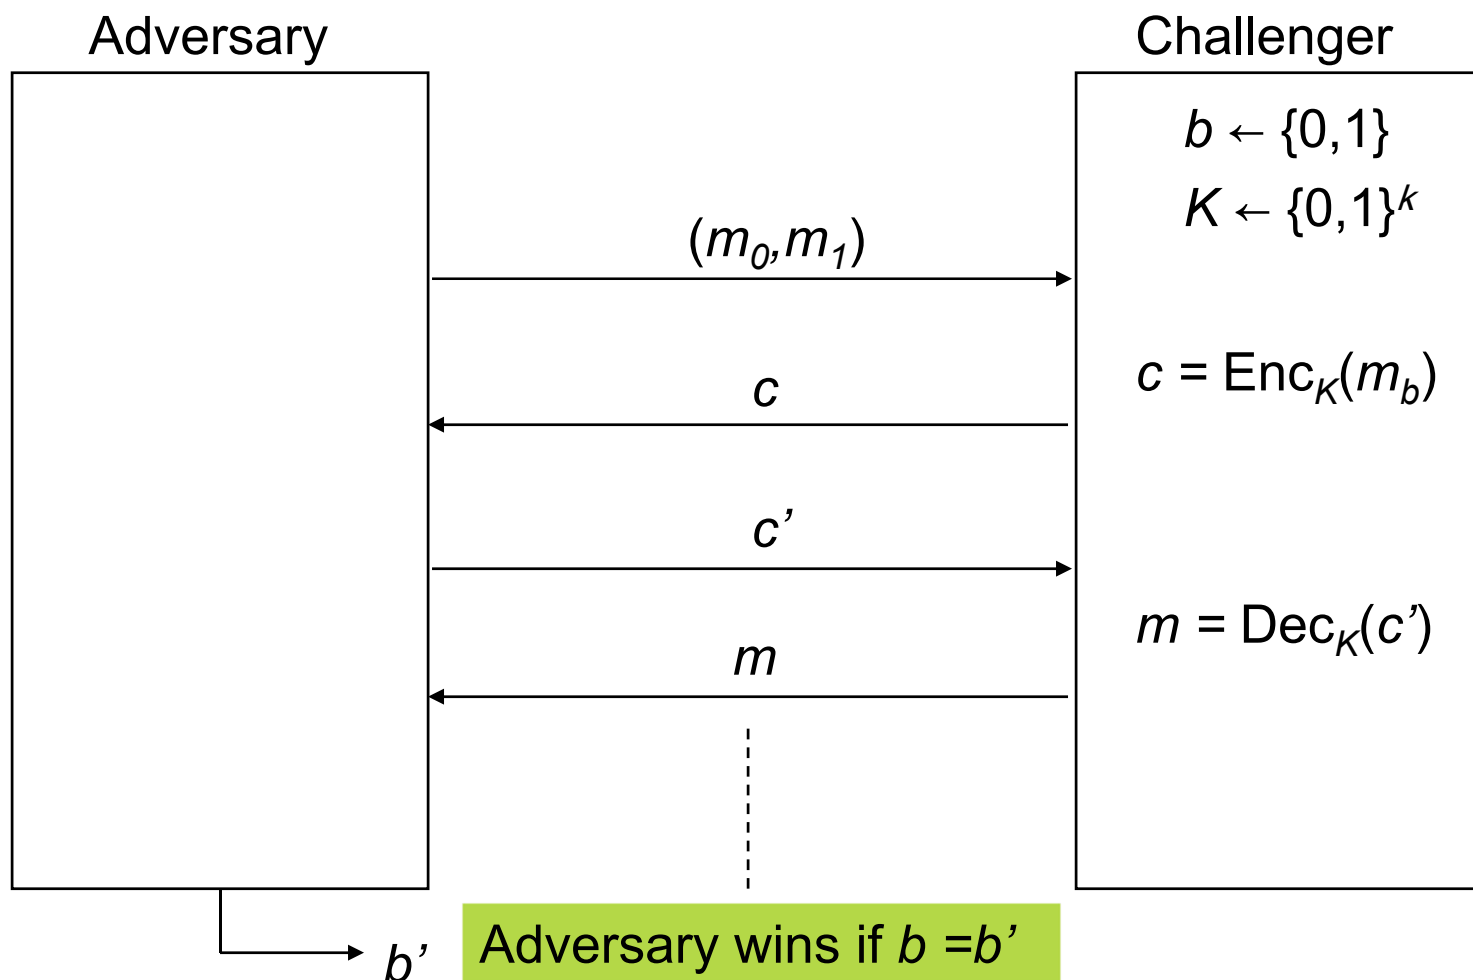 Adversary
Challenger
b ← {0,1}
K ← {0,1}^k
(m_0,m_1)
c = Enc_K(m_b)
c
c’
m = Dec_K(c’)
m
Adversary wins if b =b’
b’